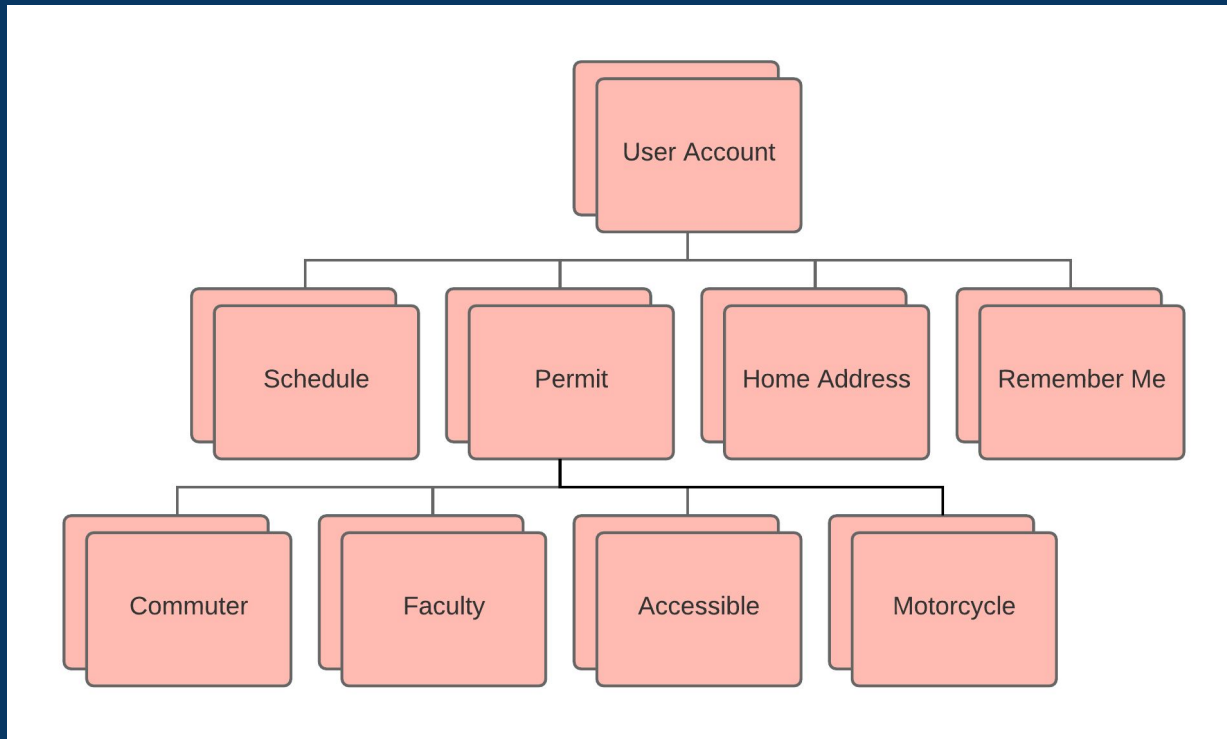 User Account
Schedule
Permit
Home Address
Remember Me
Commuter
Faculty
Accessible
Motorcycle